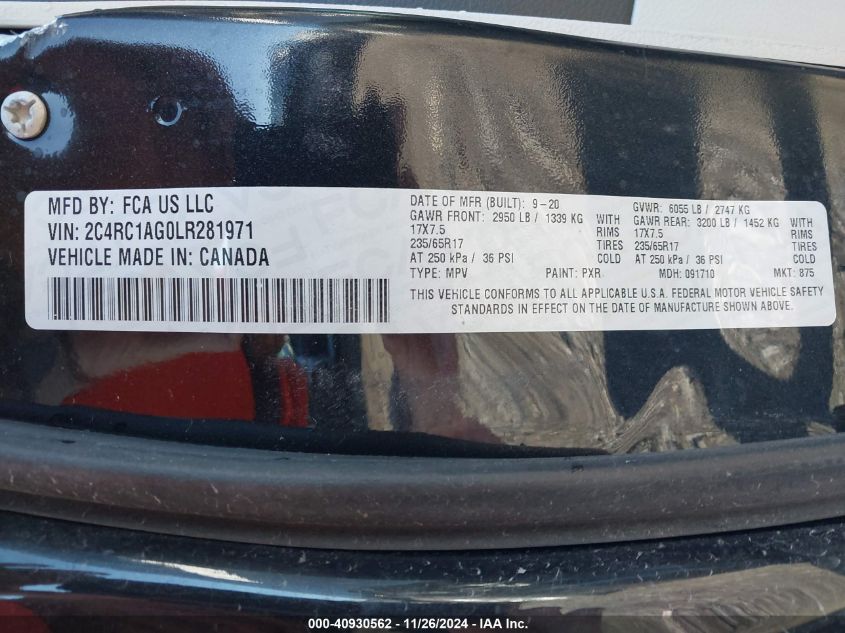 MFD BY: FCA US LLC
VIN: 2C4RC1AG0LR281971
VEHICLE MADE IN: CANADA
DATE OF MFR (BUILT): 9-20
GVWR: 6055 LB / 2747 KG
GAWR FRONT: 2950 LB / 1339 KG
GAWR REAR: 3200 LB / 1452 KG
17X7.5 RIMS 17X7.5 RIMS
235/65R17 TIRES 235/65R17 TIRES
AT 250 kPa / 36 PSI COLD AT 250 kPa / 36 PSI COLD
TYPE: MPV PAINT: PXR MDH: 091710 MKT: 875
THIS VEHICLE CONFORMS TO ALL APPLICABLE U.S.A. FEDERAL MOTOR VEHICLE SAFETY
STANDARDS IN EFFECT ON THE DATE OF MANUFACTURE SHOWN ABOVE.
000-40930562 - 11/26/2024 - IAAI.com